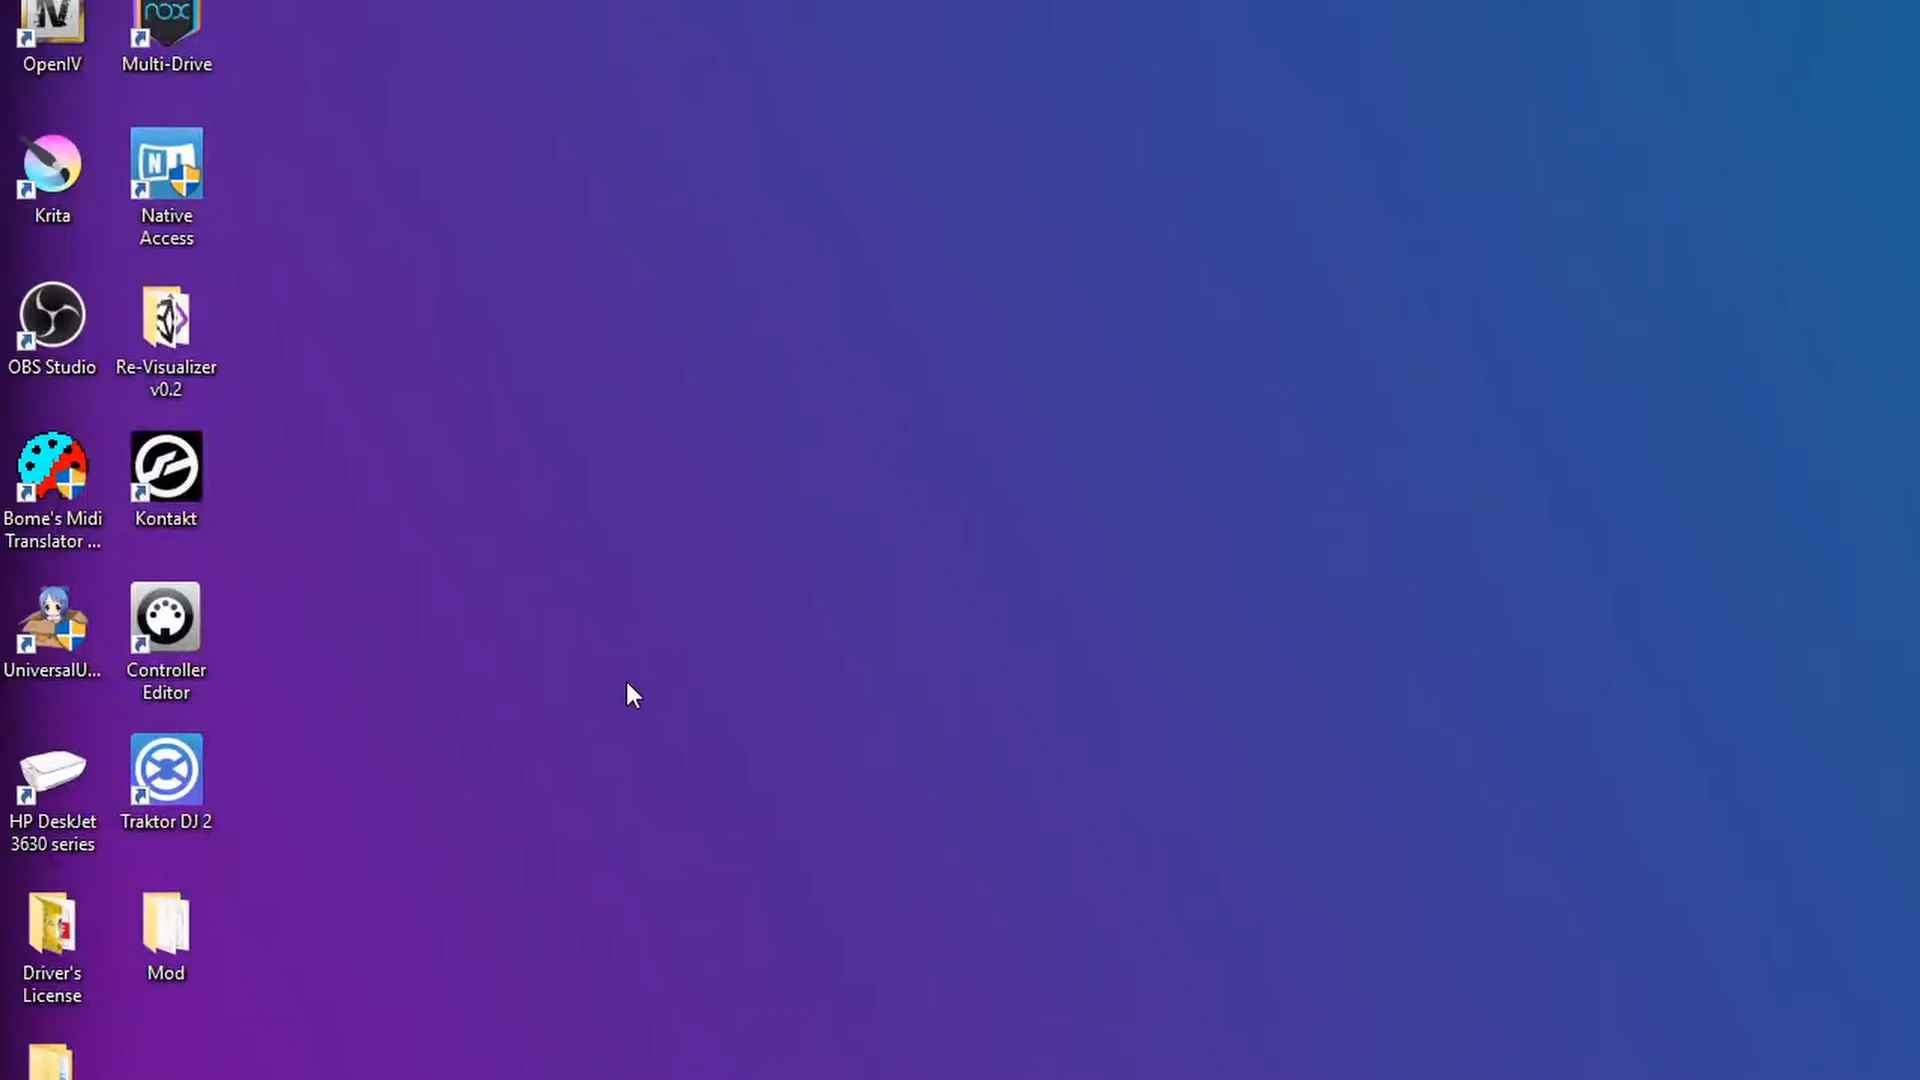 OpenIV
Multi-Drive
Krita
Native
Access
OBS Studio
Re-Visualizer
v0.2
Bome's Midi
Translator ...
Kontakt
UniversalU...
Controller
Editor
HP DeskJet
3630 series
Traktor DJ 2
Driver's
License
Mod